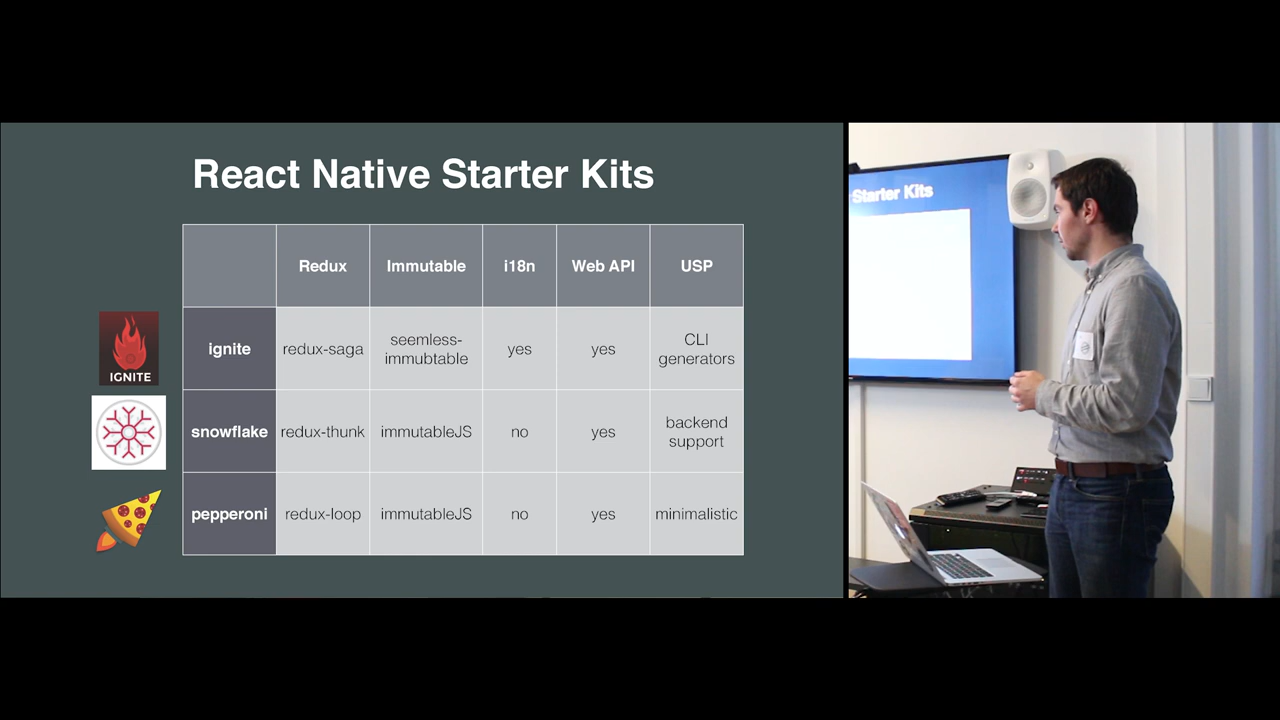 React Native Starter Kits
Redux Immutable i18n Web API USP
ignite redux-saga seemless-immubtable yes yes CLI generators
snowflake redux-thunk immutableJS no yes backend support
pepperoni redux-loop immutableJS no yes minimalistic
IGNITE
Starter Kits